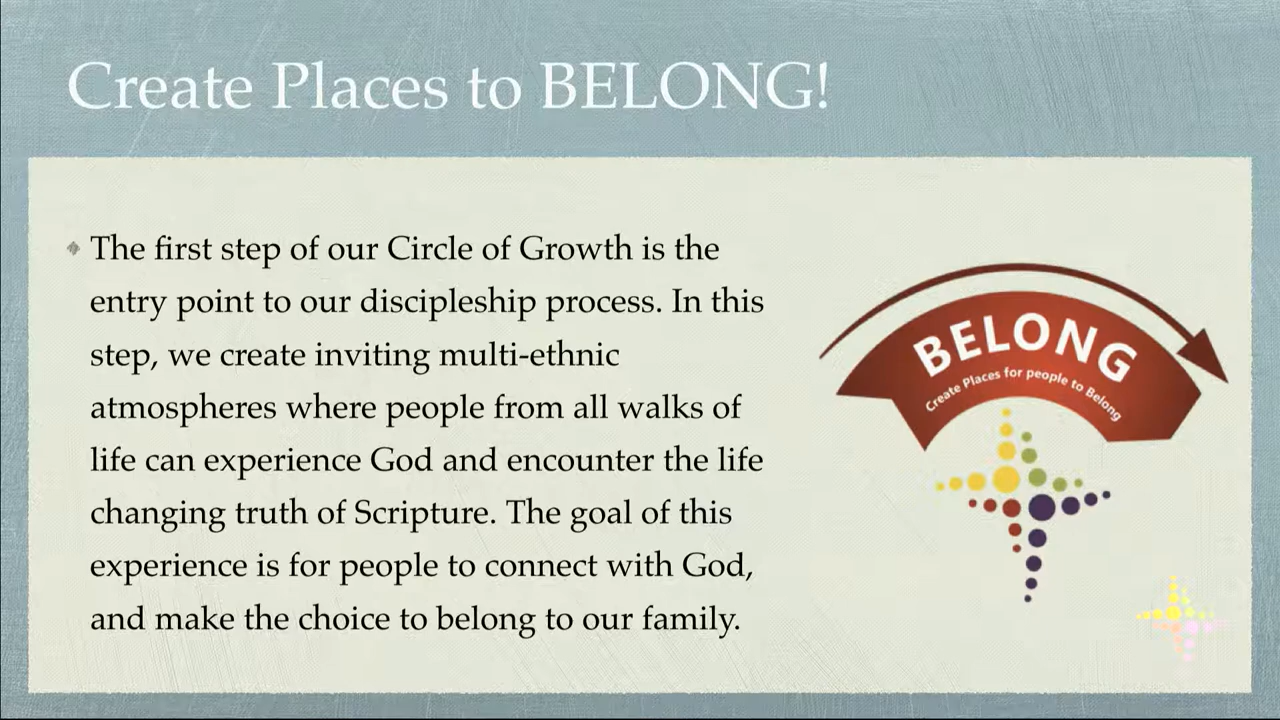 Create Places to BELONG!
The first step of our Circle of Growth is the
entry point to our discipleship process. In this
step, we create inviting multi-ethnic
atmospheres where people from all walks of
life can experience God and encounter the life
changing truth of Scripture. The goal of this
experience is for people to connect with God,
and make the choice to belong to our family.
BELONG
Create Places for people to Belong